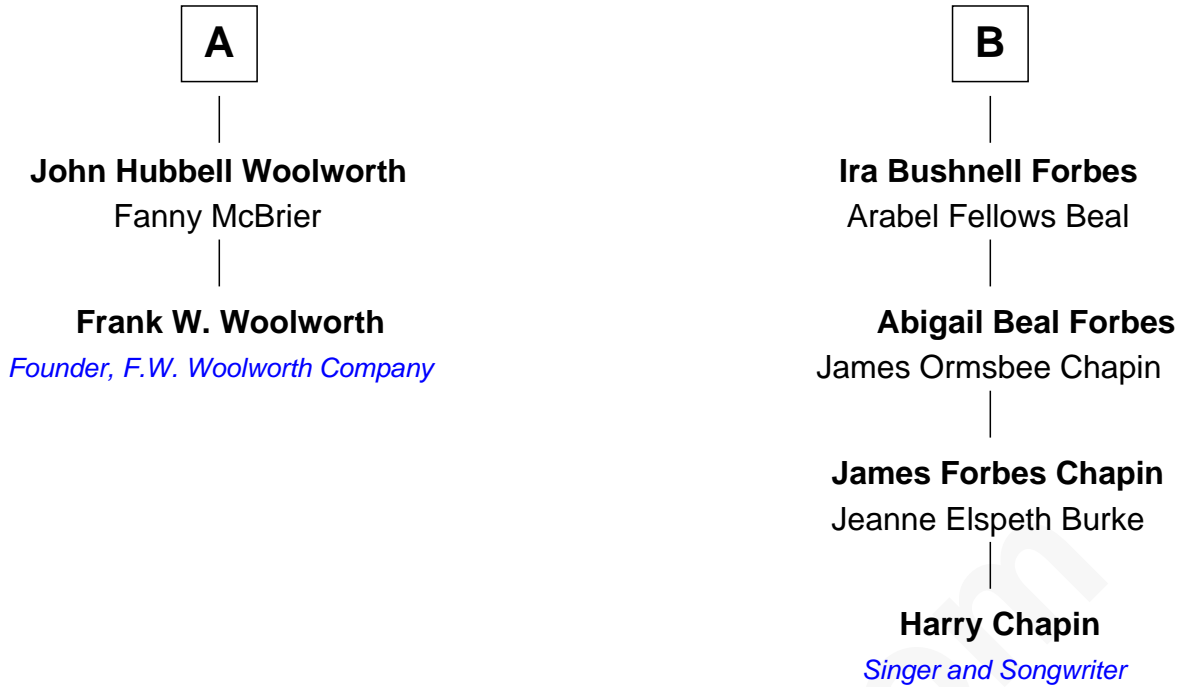 A
John Hubbell Woolworth
Fanny McBrier
Frank W. Woolworth
Founder, F.W. Woolworth Company
B
Ira Bushnell Forbes
Arabel Fellows Beal
Abigail Beal Forbes
James Ormsbee Chapin
James Forbes Chapin
Jeanne Elspeth Burke
Harry Chapin
Singer and Songwriter